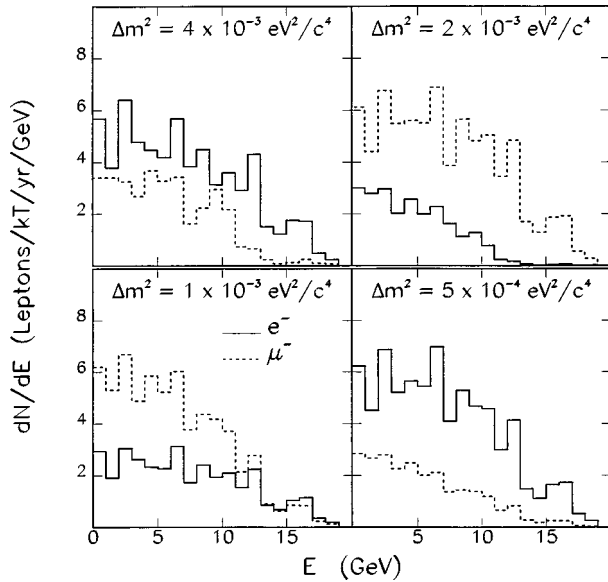 Δm² = 4 x 10⁻³ eV²/c⁴
Δm² = 2 x 10⁻³ eV²/c⁴
8
6
4
2
dN/dE (Leptons/kT/yr/GeV)
Δm² = 1 x 10⁻³ eV²/c⁴
Δm² = 5 x 10⁻⁴ eV²/c⁴
e⁻
μ⁻
8
6
4
2
0 5 10 15 5 10 15
E (GeV)